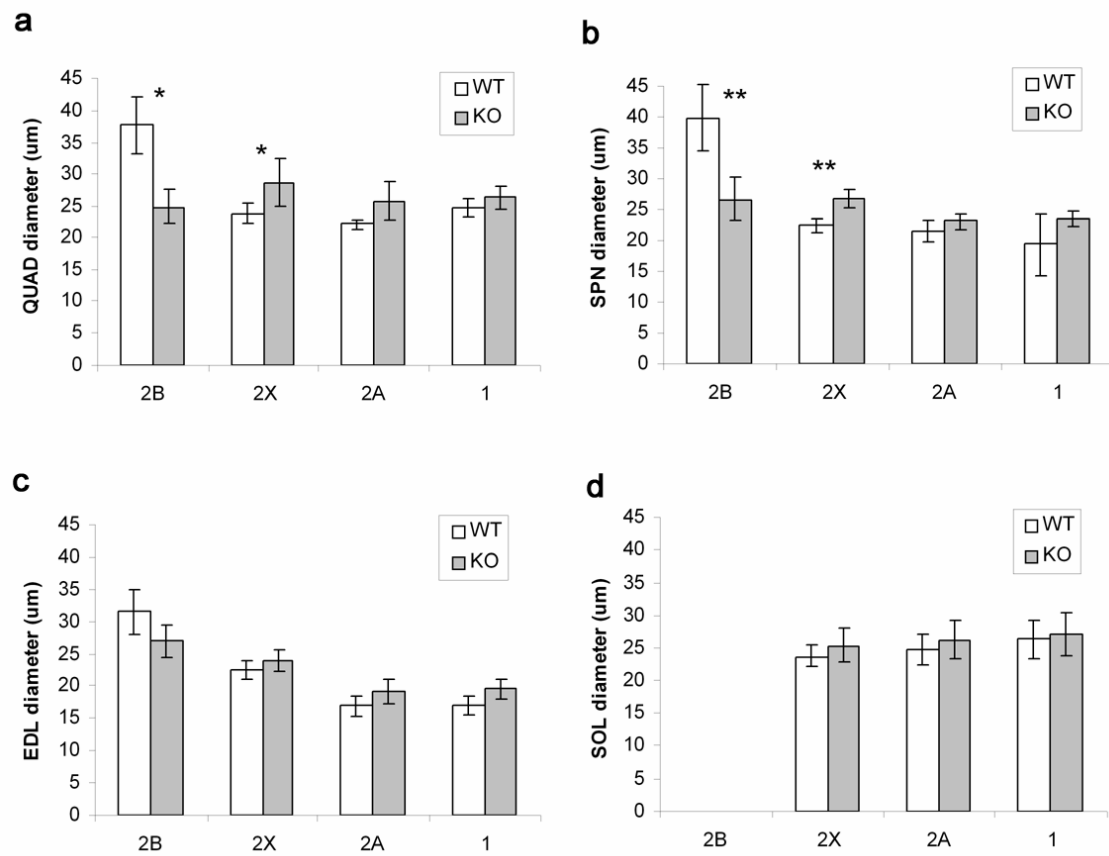 a
QUAD diameter (um)
45
40
35
30
25
20
15
10
5
0
*
*
WT
KO
2B 2X 2A 1
b
SPN diameter (um)
45
40
35
30
25
20
15
10
5
0
**
**
WT
KO
2B 2X 2A 1
c
EDL diameter (um)
45
40
35
30
25
20
15
10
5
0
WT
KO
2B 2X 2A 1
d
SOL diameter (um)
45
40
35
30
25
20
15
10
5
0
WT
KO
2B 2X 2A 1